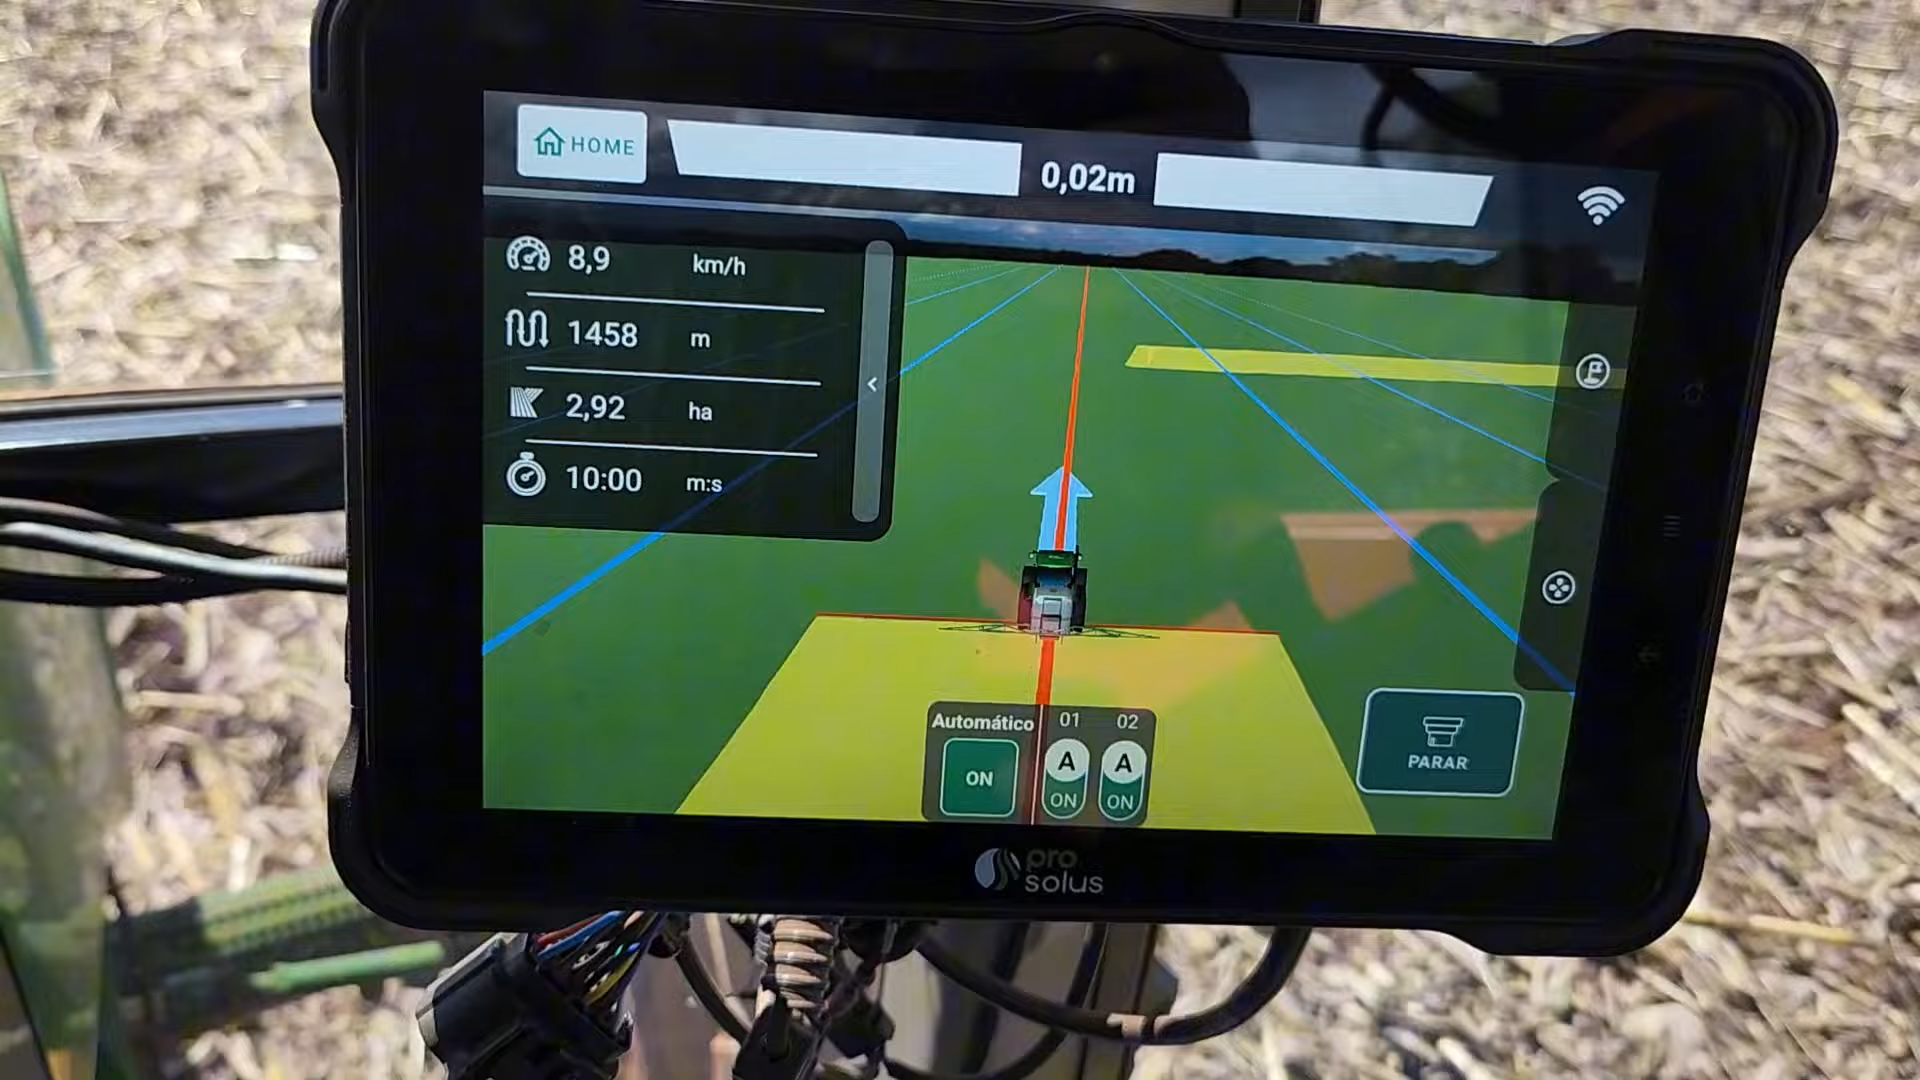 HOME
0,02m
8,9 km/h
1458 m
2,92 ha
10:00 m:s
Automático 01 02
ON A A
ON ON
PARAR
pro
solus